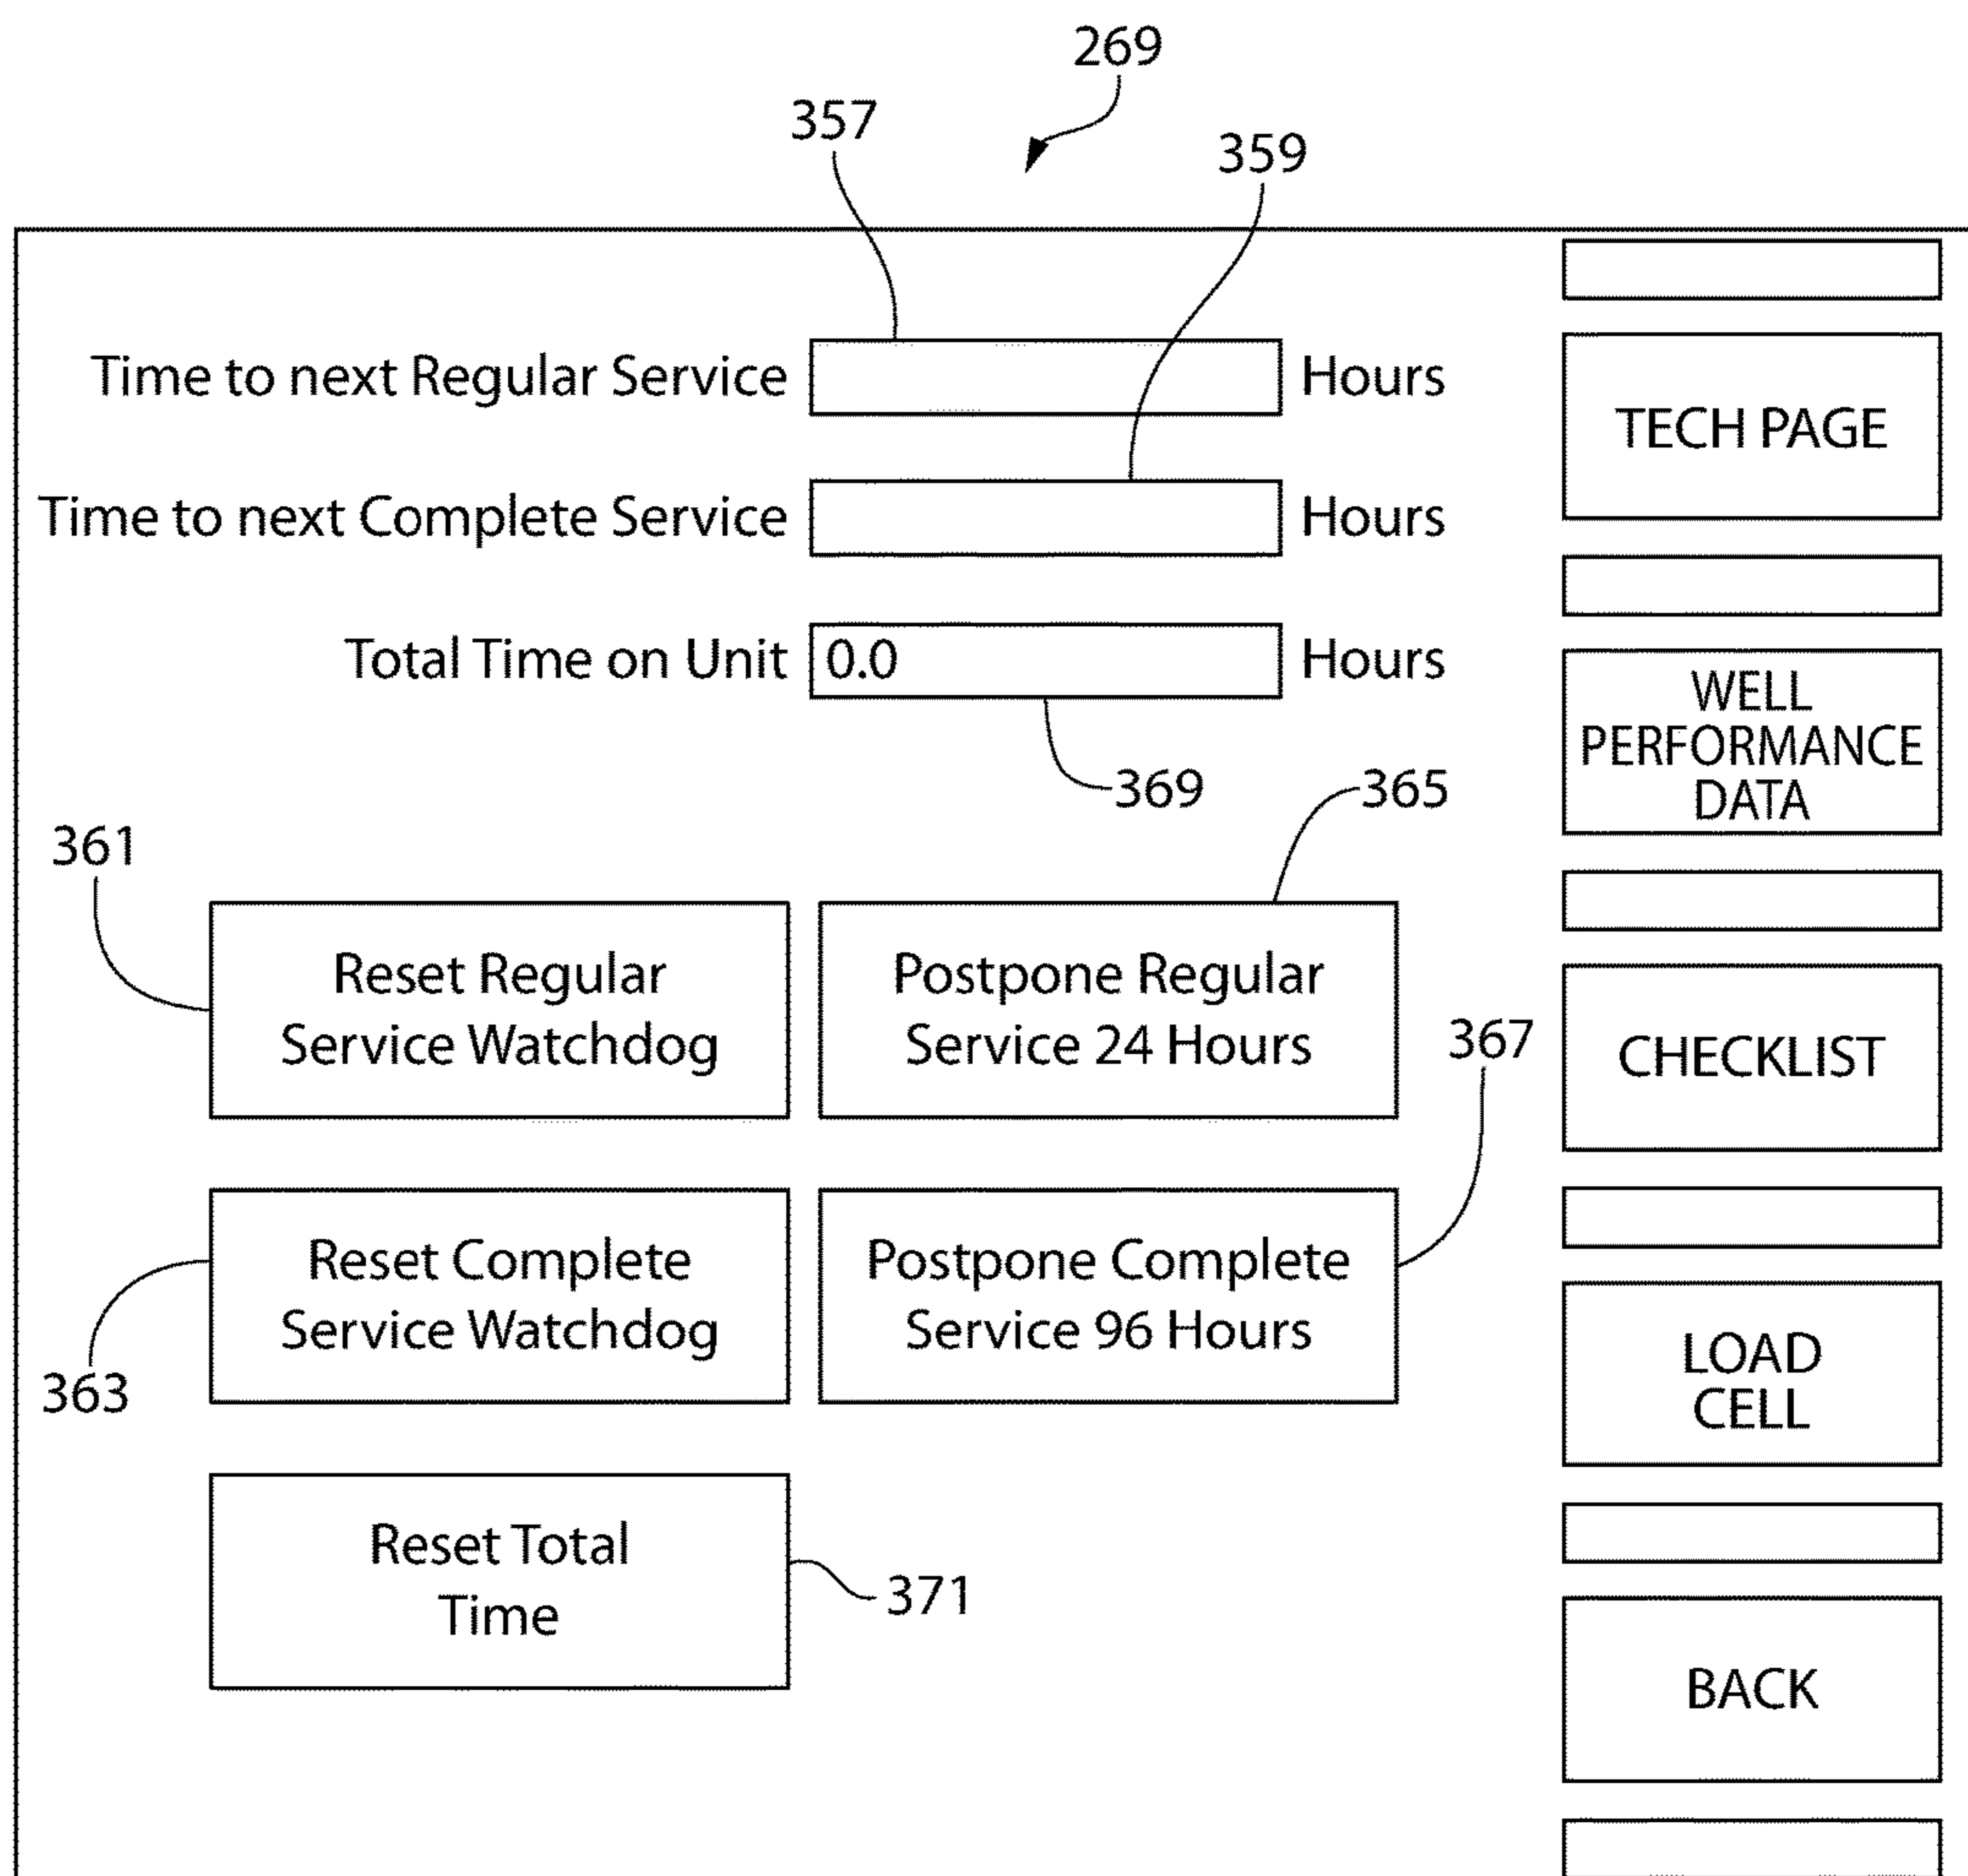 269
357
359
Time to next Regular Service
Hours
Time to next Complete Service
Hours
Total Time on Unit
0.0
Hours
369
365
361
Reset Regular
Service Watchdog
Postpone Regular
Service 24 Hours
367
Reset Complete
Service Watchdog
Postpone Complete
Service 96 Hours
363
Reset Total
Time
371
TECH PAGE
WELL
PERFORMANCE
DATA
CHECKLIST
LOAD
CELL
BACK